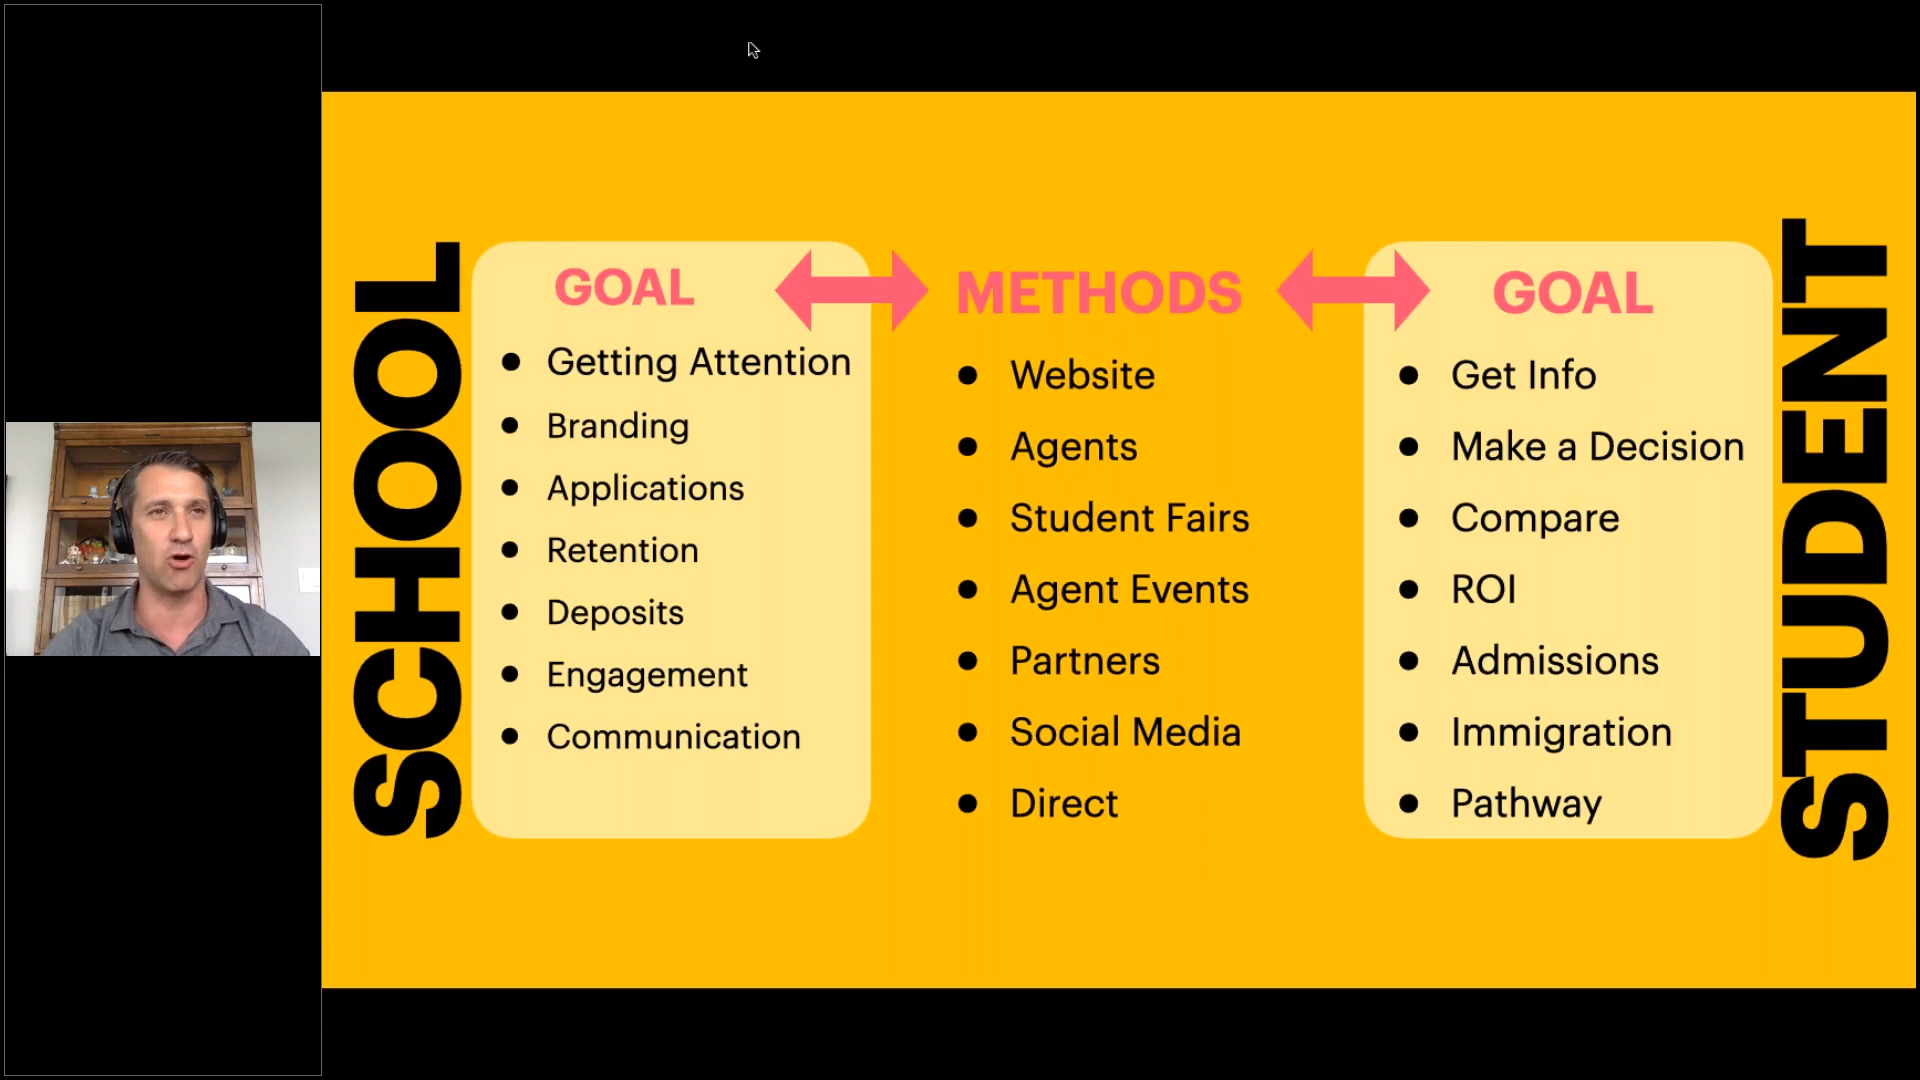 SCHOOL
GOAL
Getting Attention
Branding
Applications
Retention
Deposits
Engagement
Communication
METHODS
Website
Agents
Student Fairs
Agent Events
Partners
Social Media
Direct
GOAL
Get Info
Make a Decision
Compare
ROI
Admissions
Immigration
Pathway
STUDENT